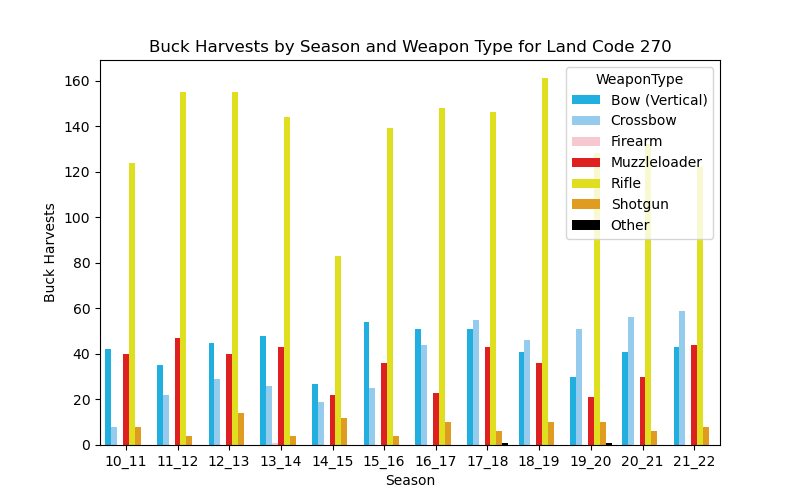 Buck Harvests by Season and Weapon Type for Land Code 270
Buck Harvests
160
140
120
100
80
60
40
20
0
WeaponType
Bow (Vertical)
Crossbow
Firearm
Muzzleloader
Rifle
Shotgun
Other
10_11 11_12 12_13 13_14 14_15 15_16 16_17 17_18 18_19 19_20 20_21 21_22
Season